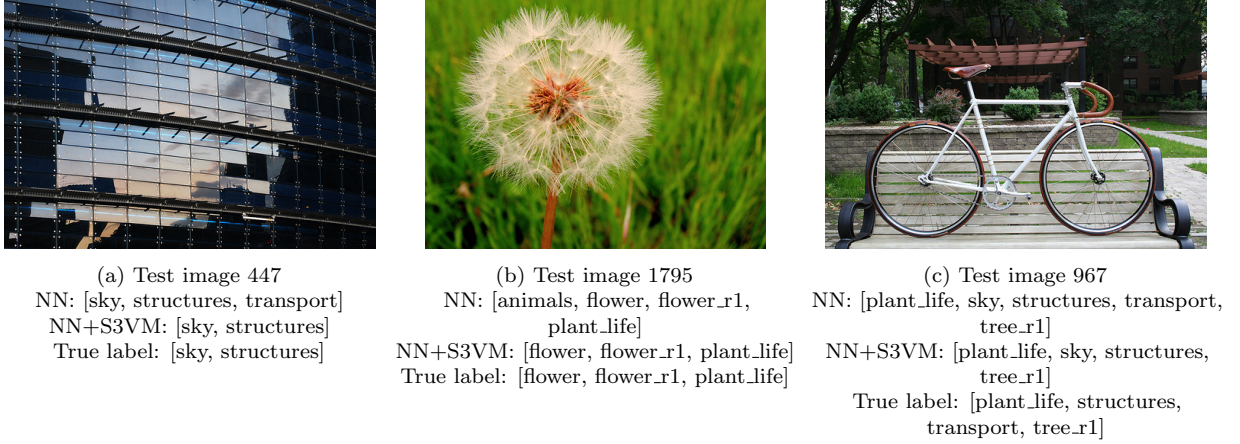 (a) Test image 447
NN: [sky, structures, transport]
NN+S3VM: [sky, structures]
True label: [sky, structures]
(b) Test image 1795
NN: [animals, flower, flower_r1,
plant_life]
NN+S3VM: [flower, flower_r1, plant_life]
True label: [flower, flower_r1, plant_life]
(c) Test image 967
NN: [plant_life, sky, structures, transport,
tree_r1]
NN+S3VM: [plant_life, sky, structures,
tree_r1]
True label: [plant_life, structures,
transport, tree_r1]